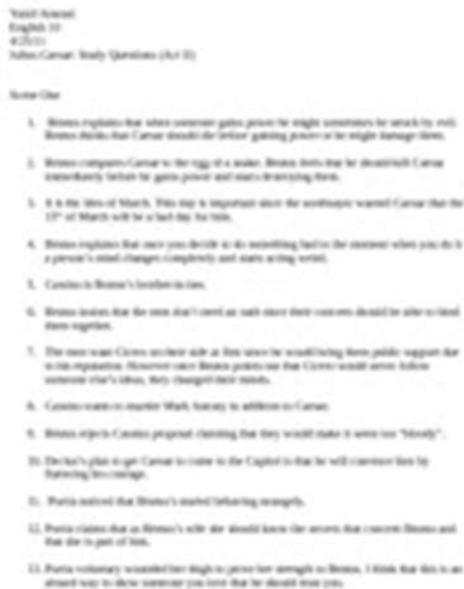 English 10
4/25/11
Julius Caesar: Study Questions (Act II)
Scene One
1. Brutus explains that when someone gains power he might sometimes be struck by evil.
Brutus thinks that Caesar should die before gaining power or he might damage them.
2. Brutus compares Caesar to the egg of a snake. Brutus feels that he should kill Caesar
immediately before he gains power and starts destroying them.
3. It is the Ides of March. This day is important since the soothsayer warned Caesar that the
15th of March will be a bad day for him.
4. Brutus explains that once you decide to do something bad to the moment when you do it
a person's mind changes completely and starts acting weird.
5. Cassius is Brutus's brother-in-law.
6. Brutus insists that the men don't need an oath since their concern should be able to bind
them together.
7. The men want Cicero on their side at first since he would bring them public support due
to his reputation. However once Brutus points out that Cicero would never follow
someone else's ideas, they changed their minds.
8. Cassius wants to murder Mark Antony in addition to Caesar.
9. Brutus rejects Cassius proposal claiming that they would make it seem too "bloody".
10. Decius's plan to get Caesar to come to the Capitol is that he will convince him by
flattering his courage.
11. Portia noticed that Brutus's started behaving strangely.
12. Portia claims that as Brutus's wife she should know the secrets that concern Brutus and
that she is part of him.
13. Portia voluntary wounded her thigh to prove her strength to Brutus. I think that this is an
absurd way to show someone you love that he should trust you.